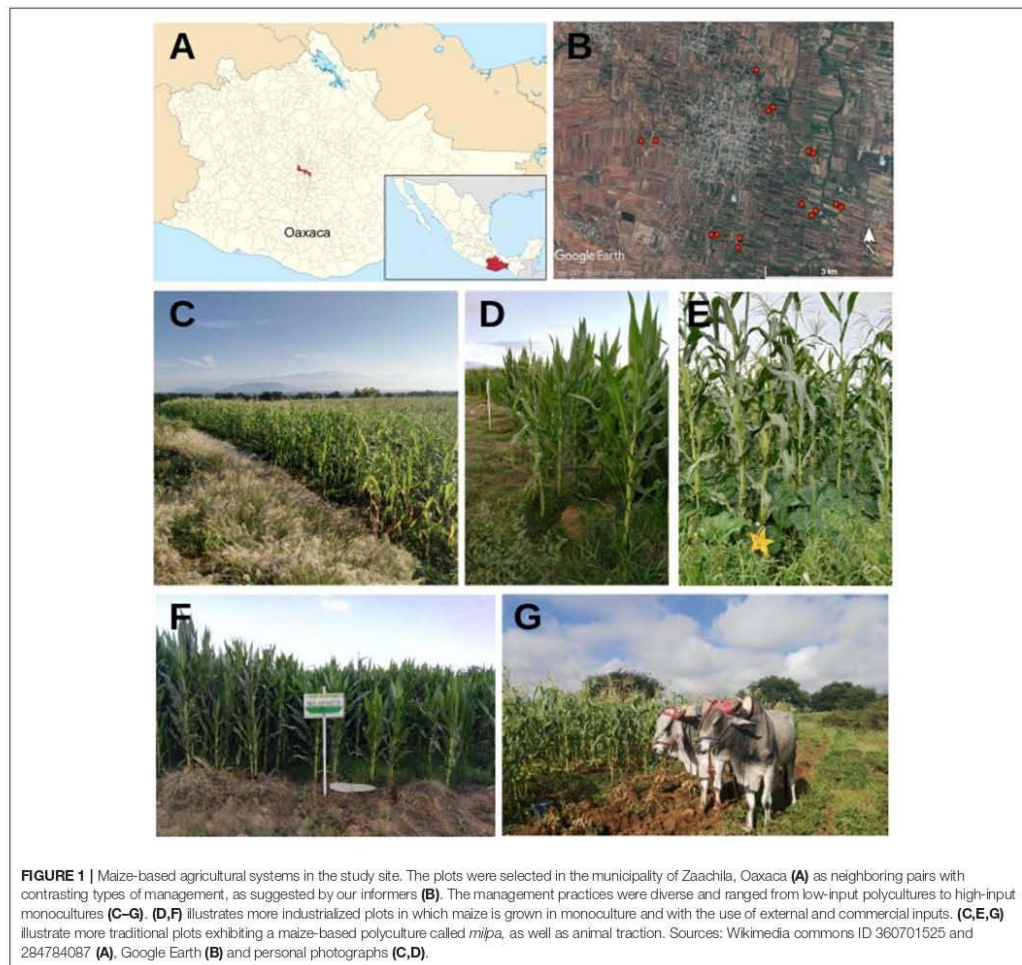 A
B
Oaxaca
Google Earth
N
3 km
C
D
E
F
G
FIGURE 1 | Maize-based agricultural systems in the study site. The plots were selected in the municipality of Zaachila, Oaxaca (A) as neighboring pairs with
contrasting types of management, as suggested by our informers (B). The management practices were diverse and ranged from low-input polycultures to high-input
monocultures (C–G). (D,F) illustrates more industrialized plots in which maize is grown in monoculture and with the use of external and commercial inputs. (C,E,G)
illustrate more traditional plots exhibiting a maize-based polyculture called milpa, as well as animal traction. Sources: Wikimedia commons ID 360701525 and
284784087 (A), Google Earth (B) and personal photographs (C,D).